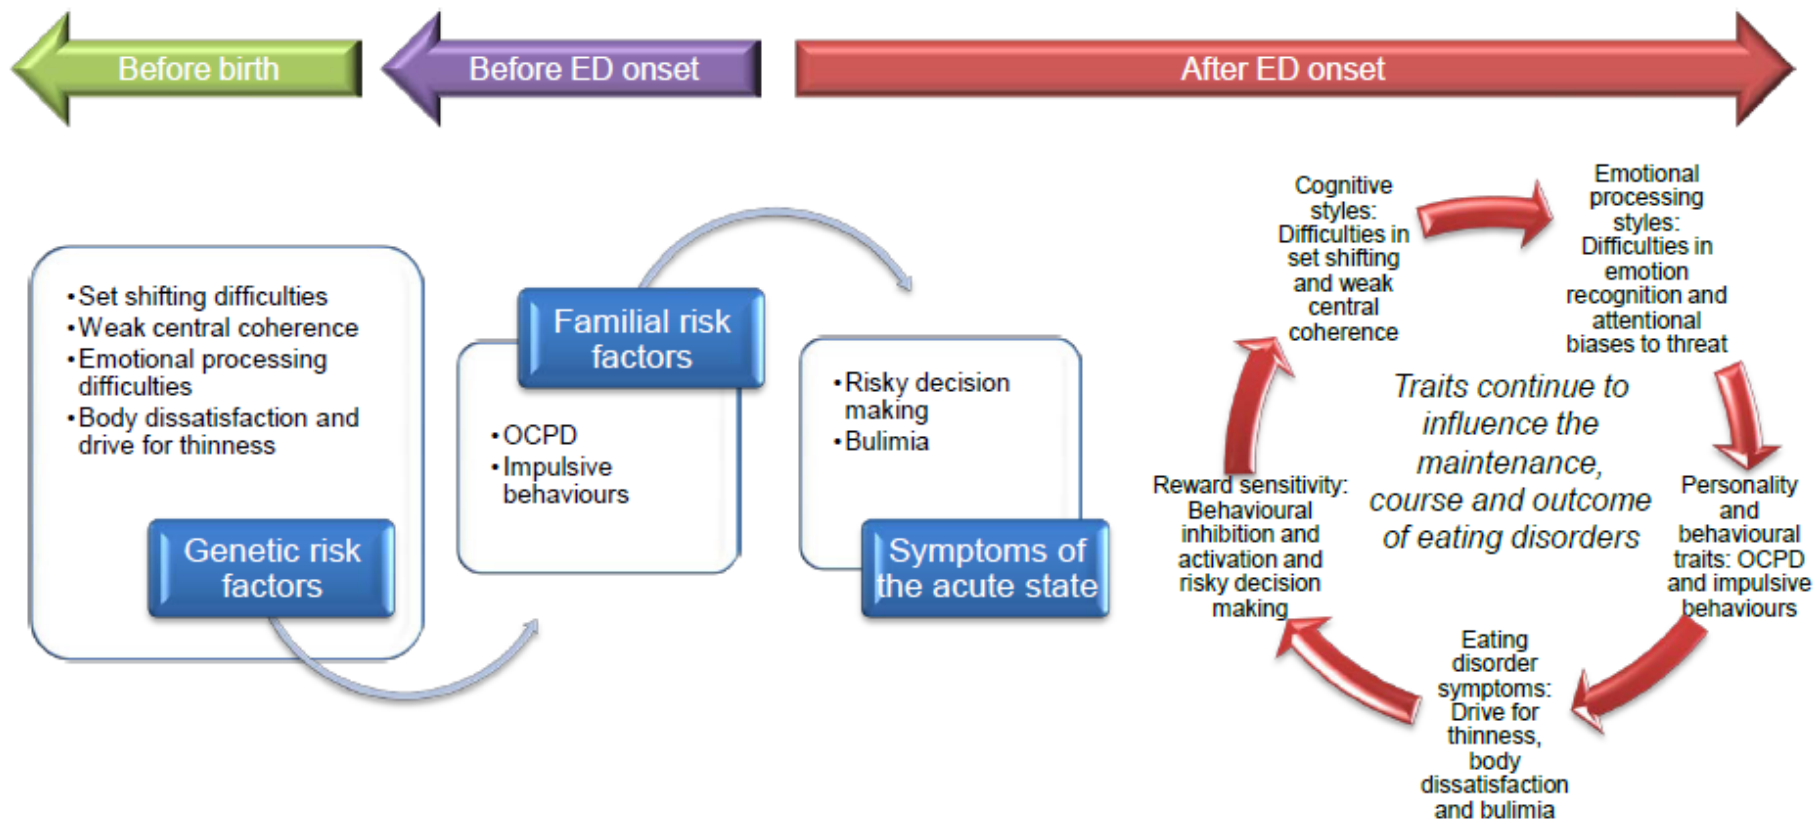 Before birth
Before ED onset
After ED onset
•Set shifting difficulties
•Weak central coherence
•Emotional processing
difficulties
•Body dissatisfaction and
drive for thinness
Genetic risk
factors
Familial risk
factors
•OCPD
•Impulsive
behaviours
•Risky decision
making
•Bulimia
Symptoms of
the acute state
Cognitive
styles:
Difficulties in
set shifting
and weak
central
coherence
Emotional
processing
styles:
Difficulties in
emotion
recognition and
attentional
biases to threat
Personality
and
behavioural
traits: OCPD
and impulsive
behaviours
Eating
disorder
symptoms:
Drive for
thinness,
body
dissatisfaction
and bulimia
Reward sensitivity:
Behavioural
inhibition and
activation and
risky decision
making
Traits continue to
influence the
maintenance,
course and outcome
of eating disorders